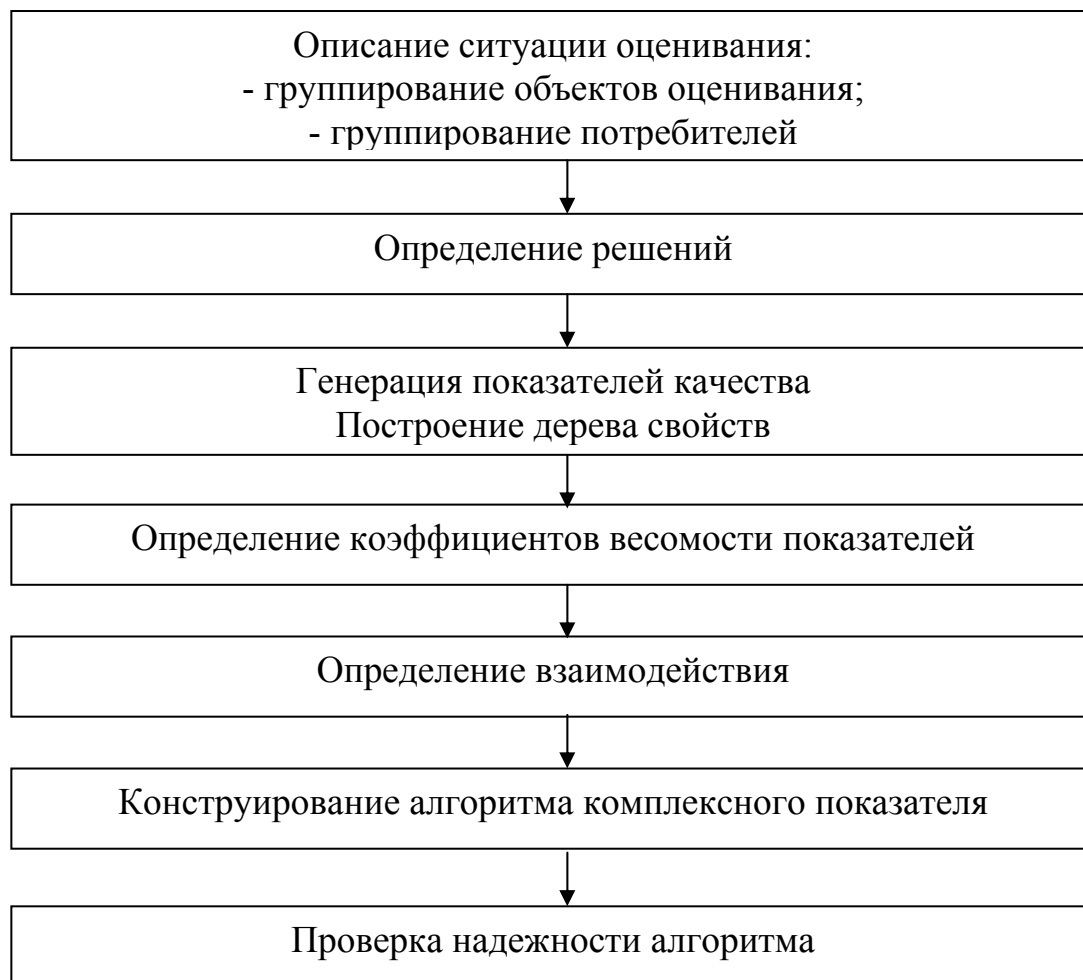 Описание ситуации оценивания:
- группирование объектов оценивания;
- группирование потребителей
Определение решений
Генерация показателей качества
Построение дерева свойств
Определение коэффициентов весомости показателей
Определение взаимодействия
Конструирование алгоритма комплексного показателя
Проверка надежности алгоритма